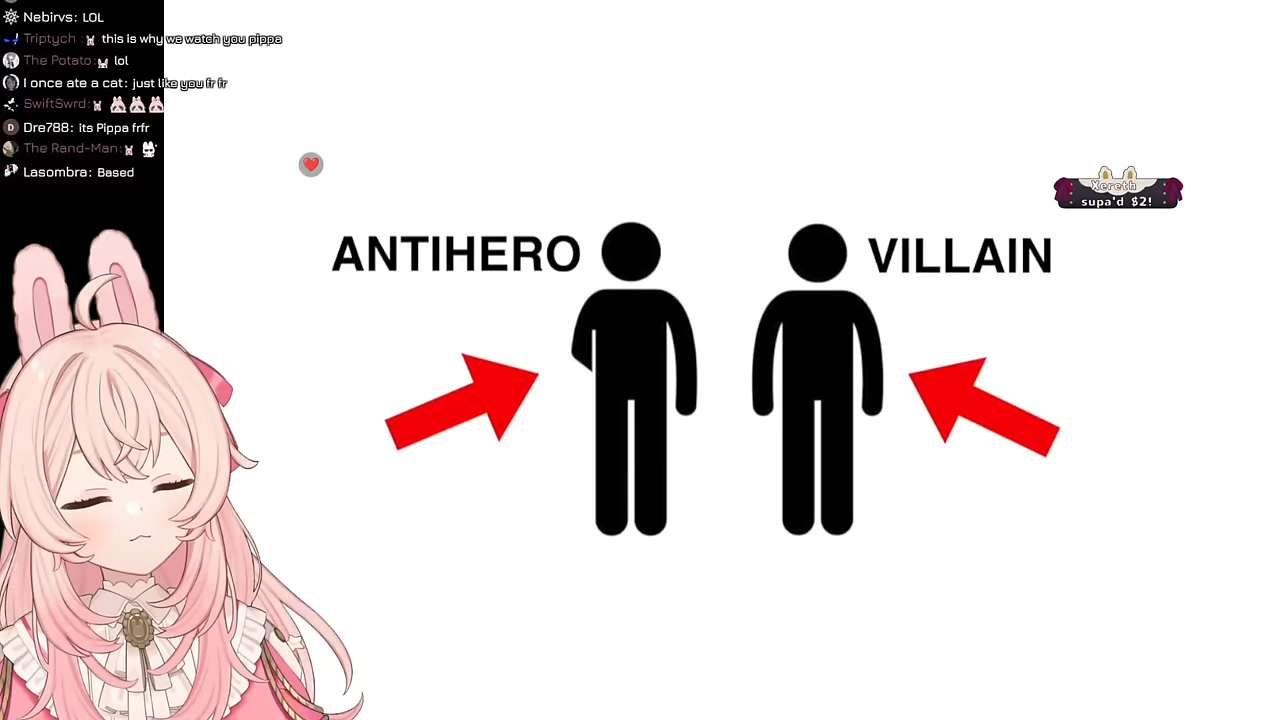 Nebirvs: LOL
Triptych : this is why we watch you pippa
The Potato: lol
I once ate a cat: just like you fr fr
SwiftSwrd:
D Dre788: its Pippa frfr
The Rand-Man:
Lasombra: Based
Xereth
supa'd $2!
ANTIHERO
VILLAIN